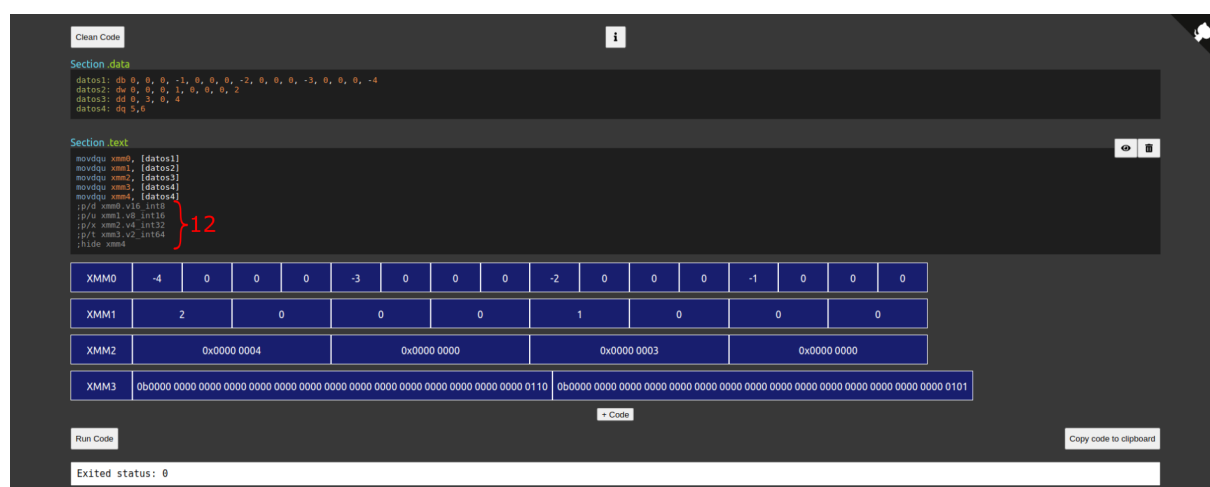 Clean Code
i
Section .data
datos1: db 0, 0, 0, -1, 0, 0, 0, -2, 0, 0, 0, -3, 0, 0, 0, -4
datos2: dw 0, 0, 0, 1, 0, 0, 0, 2
datos3: dd 0, 3, 0, 4
datos4: dq 5,6
Section .text
movdqu xmm0, [datos1]
movdqu xmm1, [datos2]
movdqu xmm2, [datos3]
movdqu xmm3, [datos4]
movdqu xmm4, [datos4]
;p/d xmm0.v16_int8
;p/u xmm1.v8_int16
;p/x xmm2.v4_int32
;p/t xmm3.v2_int64
;hide xmm4
12
XMM0 -4 0 0 0 -3 0 0 0 -2 0 0 0 -1 0 0 0
XMM1 2 0 0 0 1 0 0 0
XMM2 0x0000 0004 0x0000 0000 0x0000 0003 0x0000 0000
XMM3 0b0000 0000 0000 0000 0000 0000 0000 0000 0000 0000 0000 0000 0000 0000 0000 0110 0b0000 0000 0000 0000 0000 0000 0000 0000 0000 0000 0000 0000 0000 0000 0000 0101
+ Code
Run Code
Copy code to clipboard
Exited status: 0